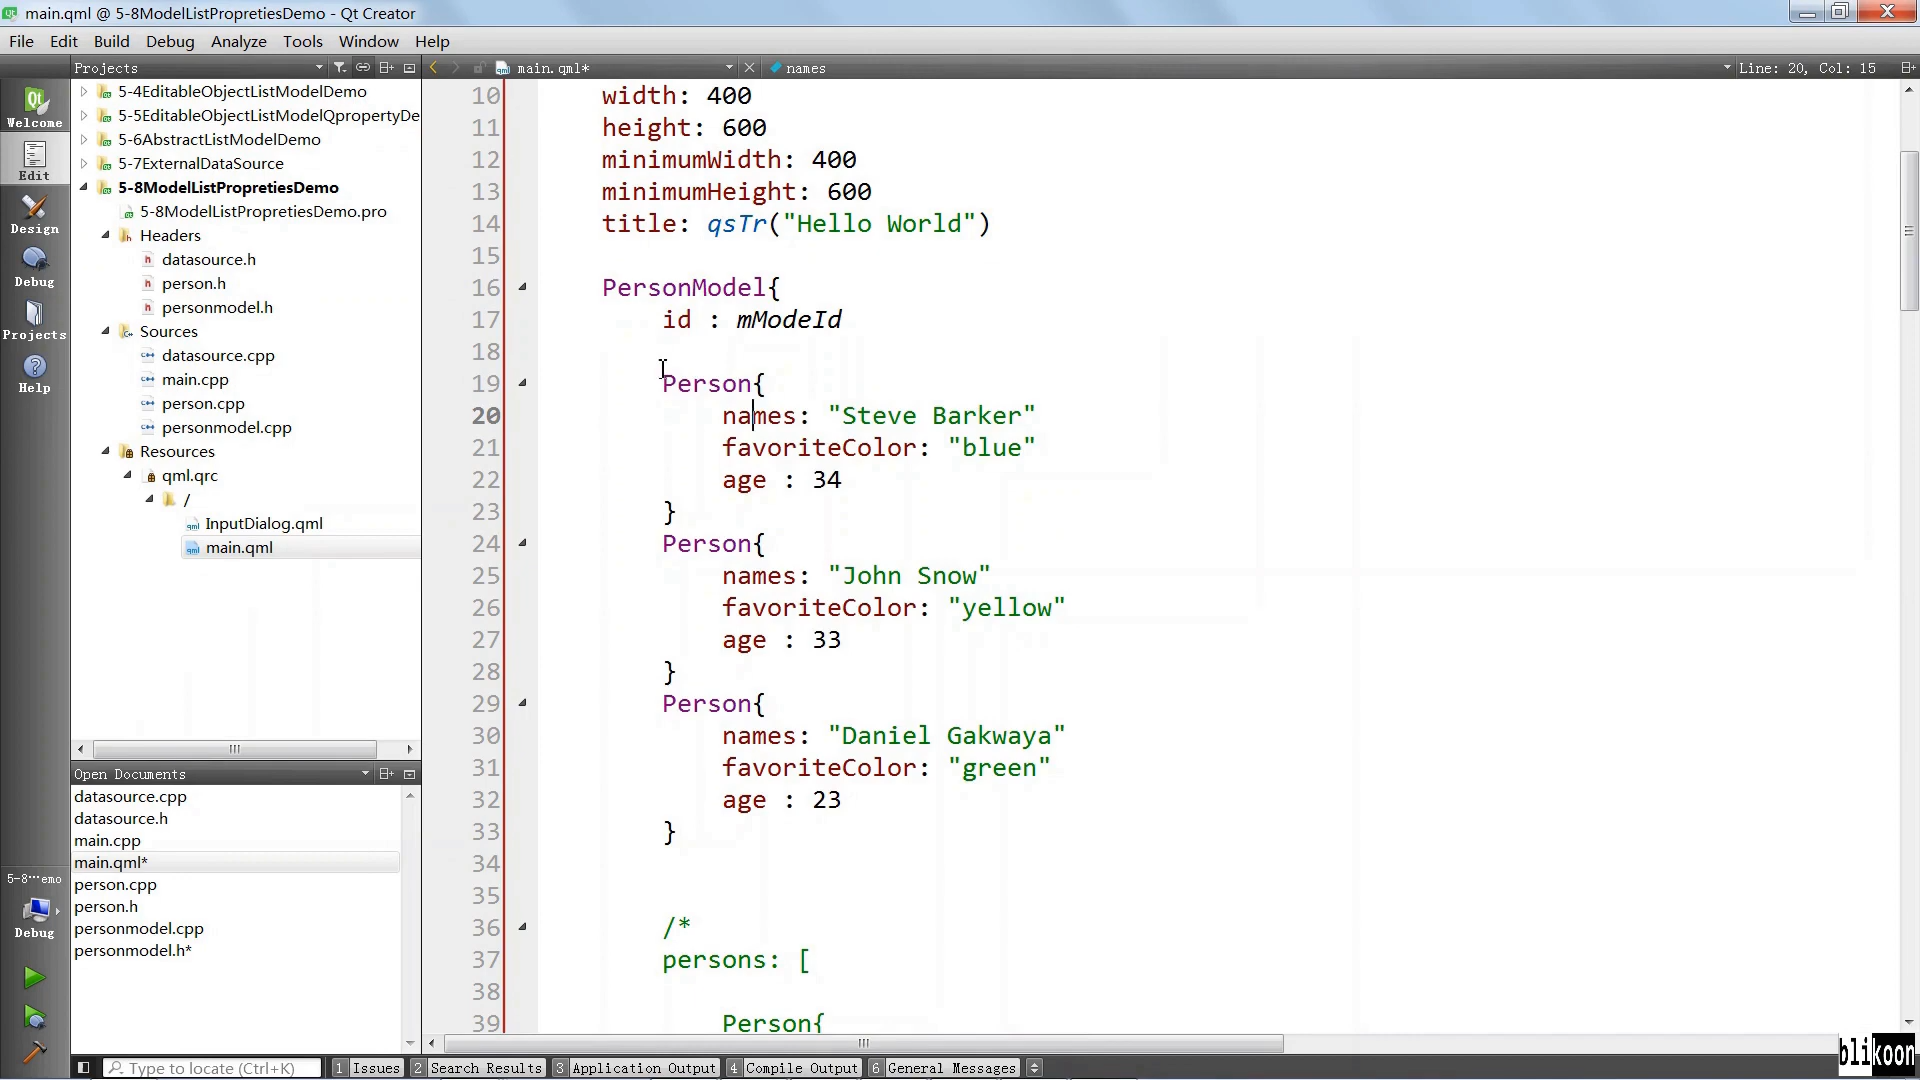 main.qml @ 5-8ModelListPropretiesDemo - Qt Creator
File Edit Build Debug Analyze Tools Window Help
Projects
main.qml*
names
Line: 20, Col: 15
Welcome
Edit
Design
Debug
Projects
Help
5-8···emo
Debug
5-4EditableObjectListModelDemo
5-5EditableObjectListModelQpropertyDe
5-6AbstractListModelDemo
5-7ExternalDataSource
5-8ModelListPropretiesDemo
5-8ModelListPropretiesDemo.pro
Headers
datasource.h
person.h
personmodel.h
Sources
datasource.cpp
main.cpp
person.cpp
personmodel.cpp
Resources
qml.qrc
/
InputDialog.qml
main.qml
Open Documents
datasource.cpp
datasource.h
main.cpp
main.qml*
person.cpp
person.h
personmodel.cpp
personmodel.h*
10 width: 400
11 height: 600
12 minimumWidth: 400
13 minimumHeight: 600
14 title: qsTr("Hello World")
15
16 PersonModel{
17 id : mModeId
18
19 Person{
20 names: "Steve Barker"
21 favoriteColor: "blue"
22 age : 34
23 }
24 Person{
25 names: "John Snow"
26 favoriteColor: "yellow"
27 age : 33
28 }
29 Person{
30 names: "Daniel Gakwaya"
31 favoriteColor: "green"
32 age : 23
33 }
34
35
36 /*
37 persons: [
38
39 Person{
Type to locate (Ctrl+K)
1 Issues 2 Search Results 3 Application Output 4 Compile Output 6 General Messages
blikoon